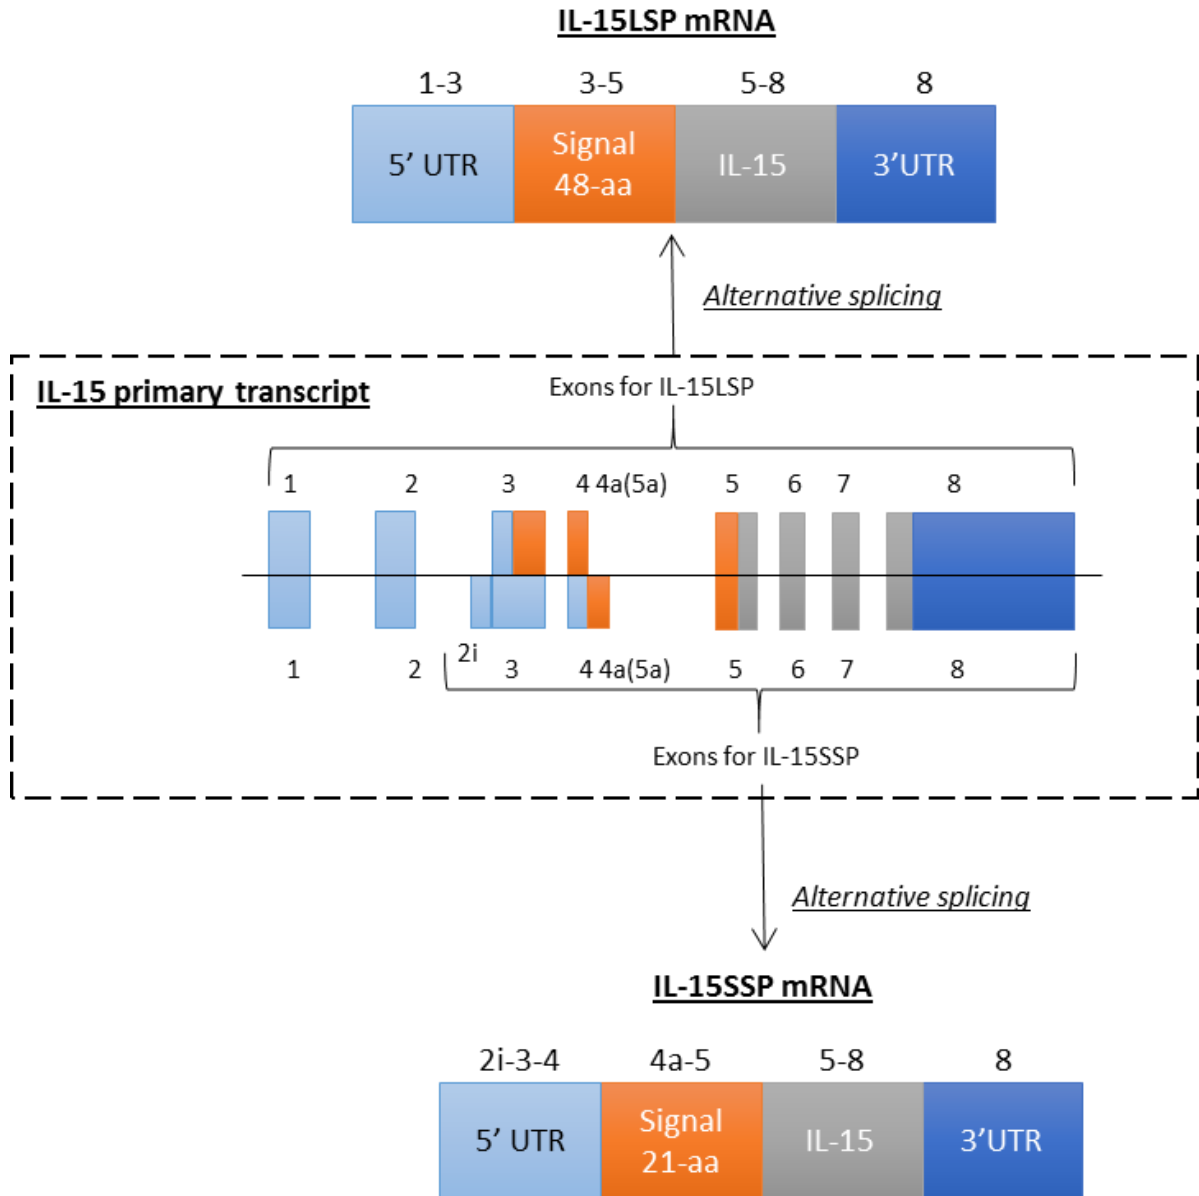 IL-15LSP mRNA
1-3 3-5 5-8 8
5' UTR Signal 48-aa IL-15 3'UTR
Alternative splicing
IL-15 primary transcript
Exons for IL-15LSP
1 2 3 4 4a(5a) 5 6 7 8
1 2 2i 3 4 4a(5a) 5 6 7 8
Exons for IL-15SSP
Alternative splicing
IL-15SSP mRNA
2i-3-4 4a-5 5-8 8
5' UTR Signal 21-aa IL-15 3'UTR